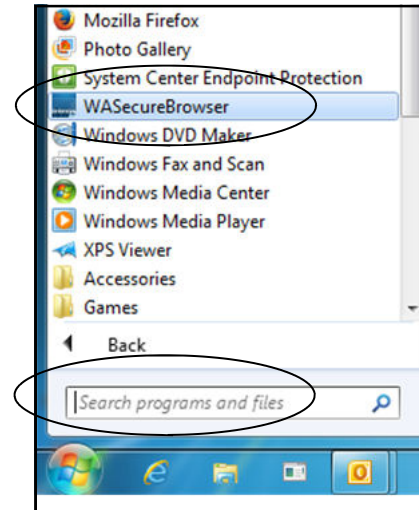 Mozilla Firefox
Photo Gallery
System Center Endpoint Protection
WASecureBrowser
Windows DVD Maker
Windows Fax and Scan
Windows Media Center
Windows Media Player
XPS Viewer
Accessories
Games
Back
Search programs and files